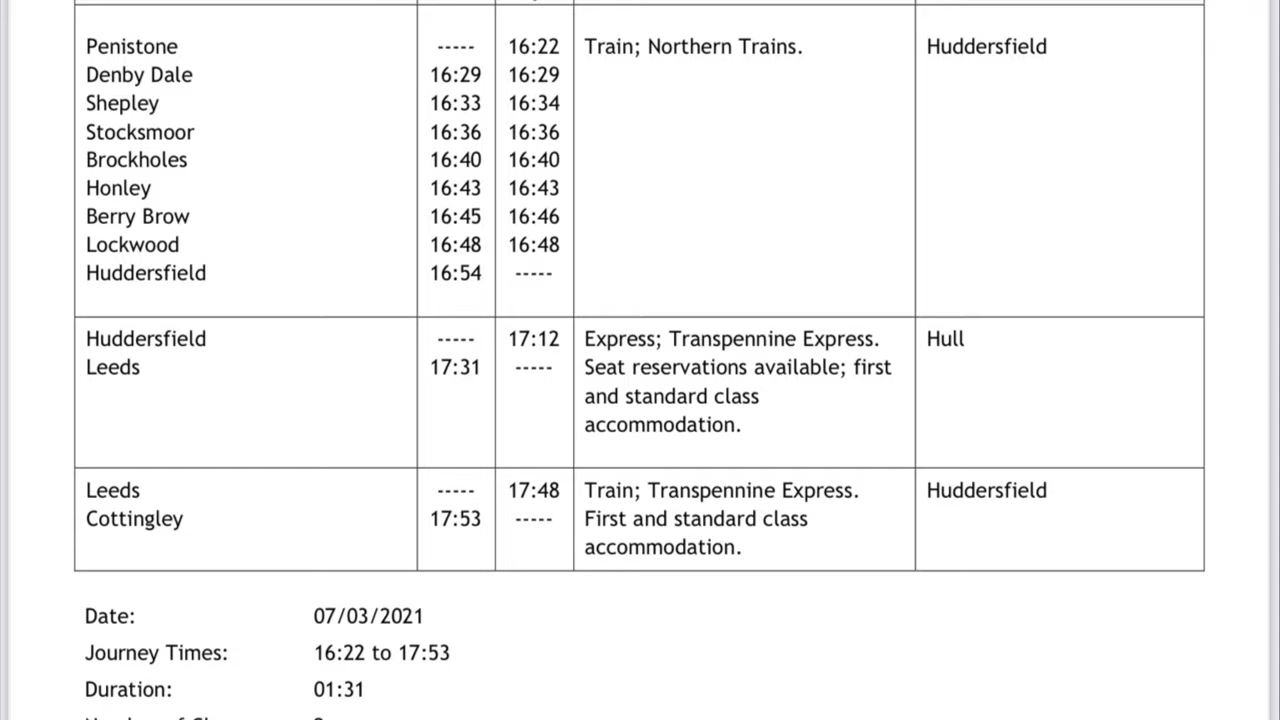 Penistone ----- 16:22 Train; Northern Trains. Huddersfield
Denby Dale 16:29 16:29
Shepley 16:33 16:34
Stocksmoor 16:36 16:36
Brockholes 16:40 16:40
Honley 16:43 16:43
Berry Brow 16:45 16:46
Lockwood 16:48 16:48
Huddersfield 16:54 -----
Huddersfield ----- 17:12 Express; Transpennine Express. Hull
Leeds 17:31 ----- Seat reservations available; first
and standard class
accommodation.
Leeds ----- 17:48 Train; Transpennine Express. Huddersfield
Cottingley 17:53 ----- First and standard class
accommodation.
Date: 07/03/2021
Journey Times: 16:22 to 17:53
Duration: 01:31